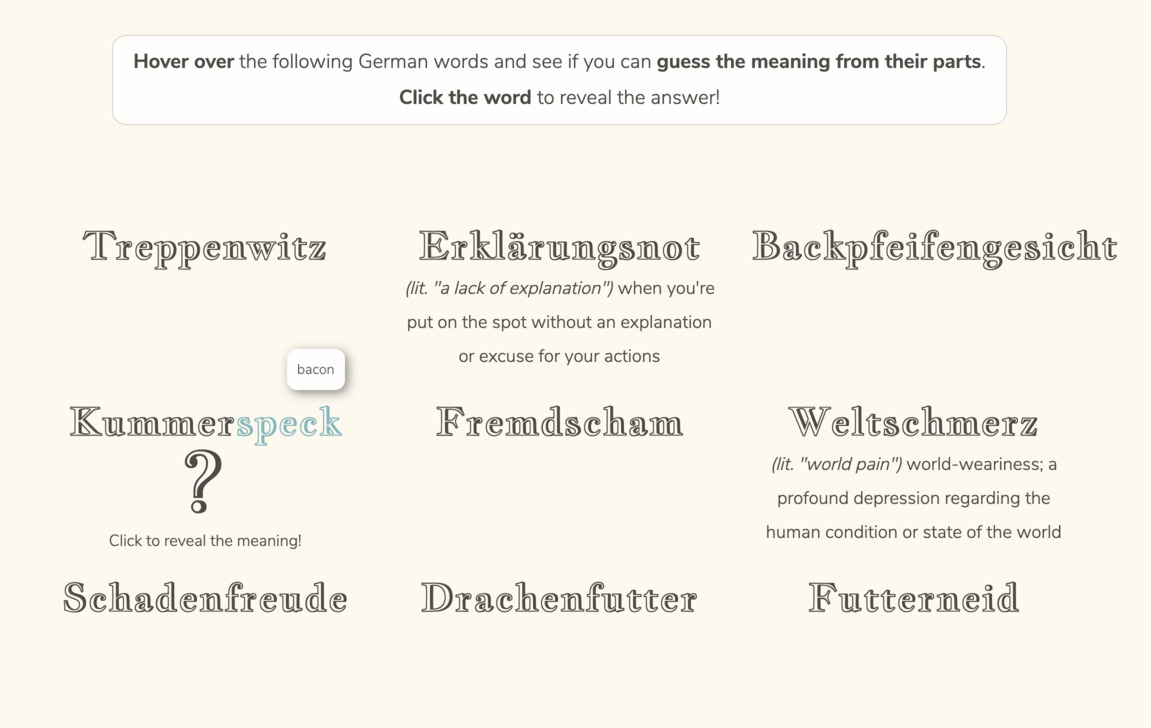 Hover over the following German words and see if you can guess the meaning from their parts.
Click the word to reveal the answer!
Treppenwitz
Erklärungsnot
Backpfeifengesicht
(lit. "a lack of explanation") when you're
put on the spot without an explanation
or excuse for your actions
bacon
Kummerspeck
?
Click to reveal the meaning!
Fremdscham
Weltschmerz
(lit. "world pain") world-weariness; a
profound depression regarding the
human condition or state of the world
Schadenfreude
Drachenfutter
Futterneid